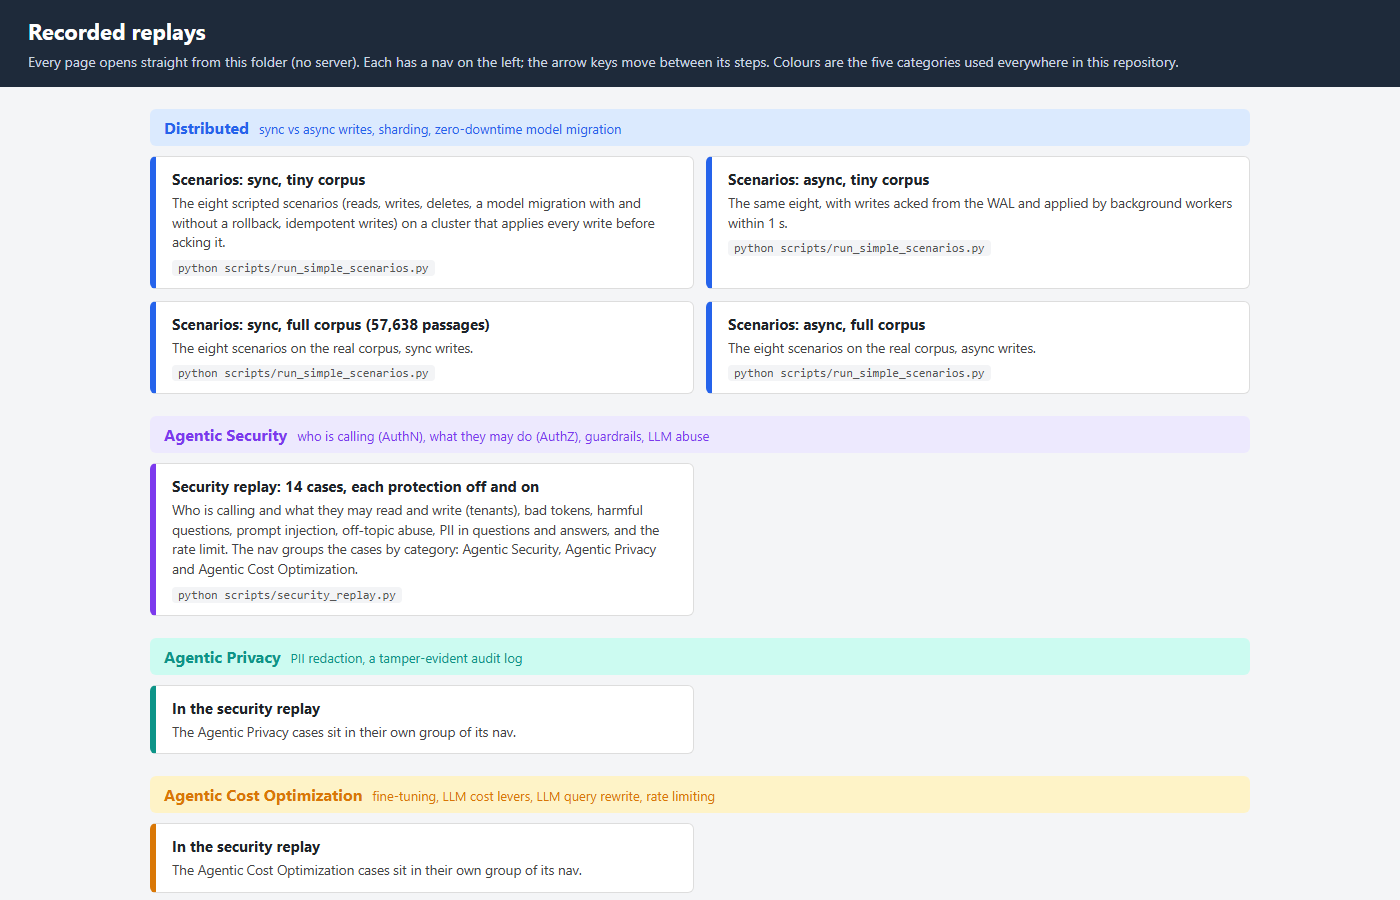 Recorded replays
Every page opens straight from this folder (no server). Each has a nav on the left; the arrow keys move between its steps. Colours are the five categories used everywhere in this repository.
Distributed sync vs async writes, sharding, zero-downtime model migration
Scenarios: sync, tiny corpus
The eight scripted scenarios (reads, writes, deletes, a model migration with and
without a rollback, idempotent writes) on a cluster that applies every write before
acking it.
python scripts/run_simple_scenarios.py
Scenarios: async, tiny corpus
The same eight, with writes acked from the WAL and applied by background workers
within 1 s.
python scripts/run_simple_scenarios.py
Scenarios: sync, full corpus (57,638 passages)
The eight scenarios on the real corpus, sync writes.
python scripts/run_simple_scenarios.py
Scenarios: async, full corpus
The eight scenarios on the real corpus, async writes.
python scripts/run_simple_scenarios.py
Agentic Security who is calling (AuthN), what they may do (AuthZ), guardrails, LLM abuse
Security replay: 14 cases, each protection off and on
Who is calling and what they may read and write (tenants), bad tokens, harmful
questions, prompt injection, off-topic abuse, PII in questions and answers, and the
rate limit. The nav groups the cases by category: Agentic Security, Agentic Privacy
and Agentic Cost Optimization.
python scripts/security_replay.py
Agentic Privacy PII redaction, a tamper-evident audit log
In the security replay
The Agentic Privacy cases sit in their own group of its nav.
Agentic Cost Optimization fine-tuning, LLM cost levers, LLM query rewrite, rate limiting
In the security replay
The Agentic Cost Optimization cases sit in their own group of its nav.